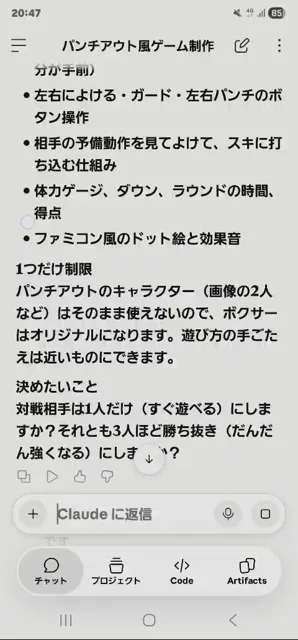 20:47
4G
85
パンチアウト風ゲーム制作
分が手前）
• 左右によける・ガード・左右パンチのボ
タン操作
• 相手の予備動作を見てよけて、スキに打
ち込む仕組み
• 体力ゲージ、ダウン、ラウンドの時間、
得点
• ファミコン風のドット絵と効果音
1つだけ制限
パンチアウトのキャラクター（画像の2人
など）はそのまま使えないので、ボクサー
はオリジナルになります。遊び方の手ごた
えは近いものにできます。
決めたいこと
対戦相手は1人だけ（すぐ遊べる）にしま
すか？それとも3人ほど勝ち抜き（だんだ
ん強くなる）にしま か？
Claude に返信
です
チャット
プロジェクト
Code
Artifacts